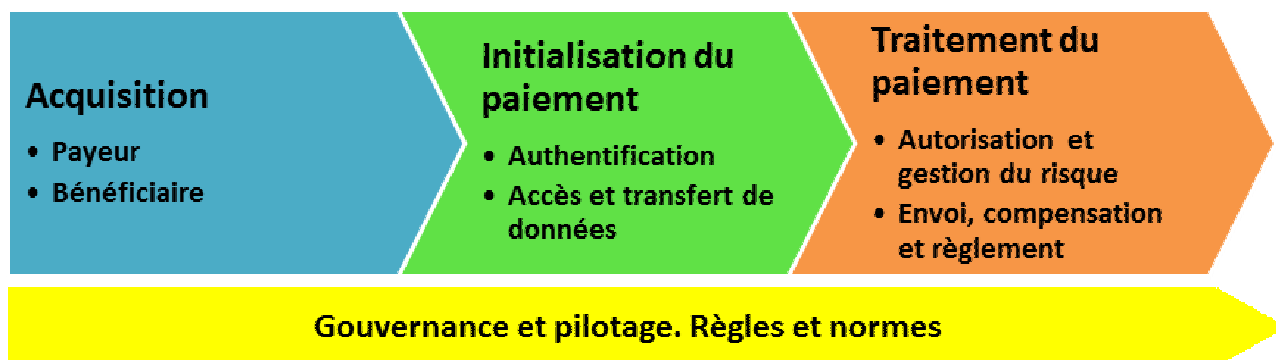 Acquisition
• Payeur
• Bénéficiaire
Initialisation du
paiement
• Authentification
• Accès et transfert de
données
Traitement du
paiement
• Autorisation et
gestion du risque
• Envoi, compensation
et règlement
Gouvernance et pilotage. Règles et normes